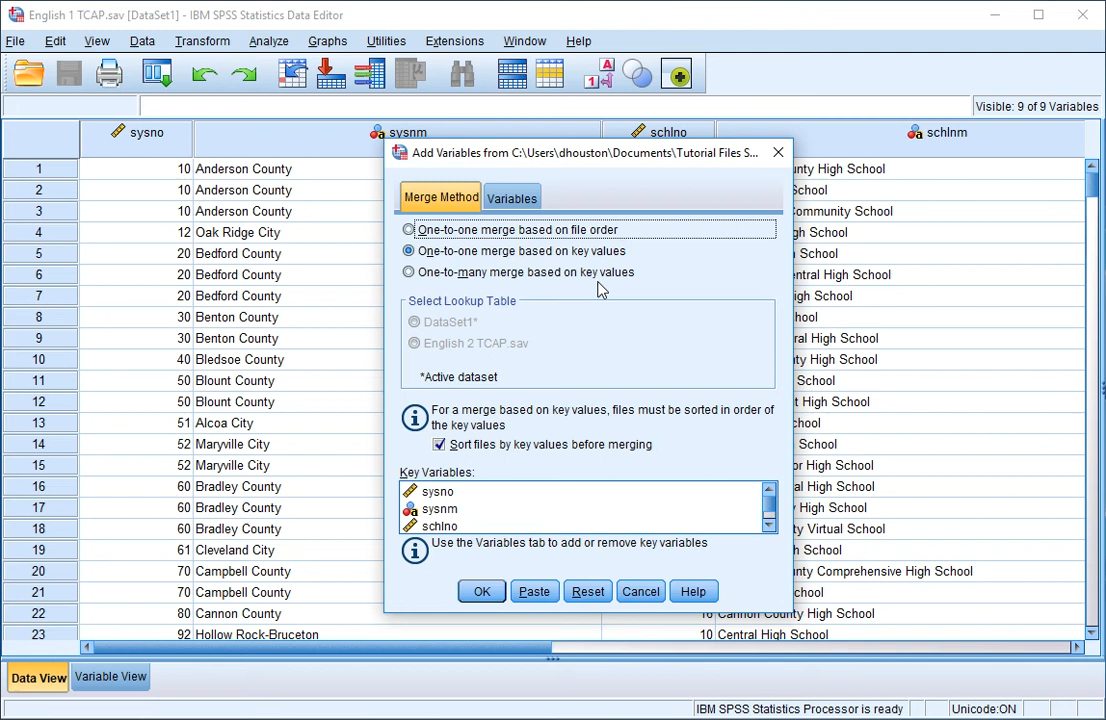 English 1 TCAP.sav [DataSet1] - IBM SPSS Statistics Data Editor
File Edit View Data Transform Analyze Graphs Utilities Extensions Window Help
Visible: 9 of 9 Variables
sysno sysnm schlno schlnm
1 10 Anderson County unty High School
2 10 Anderson County School
3 10 Anderson County Community School
4 12 Oak Ridge City gh School
5 20 Bedford County School
6 20 Bedford County entral High School
7 20 Bedford County igh School
8 30 Benton County hool
9 30 Benton County ral High School
10 40 Bledsoe County ty High School
11 50 Blount County School
12 50 Blount County t High School
13 51 Alcoa City hool
14 52 Maryville City School
15 52 Maryville City or High School
16 60 Bradley County al High School
17 60 Bradley County y High School
18 60 Bradley County ty Virtual School
19 61 Cleveland City h School
20 70 Campbell County unty Comprehensive High School
21 70 Campbell County chool
22 80 Cannon County 16 Cannon County High School
23 92 Hollow Rock-Bruceton 10 Central High School
Add Variables from C:\Users\dhouston\Documents\Tutorial Files S...
Merge Method Variables
One-to-one merge based on file order
One-to-one merge based on key values
One-to-many merge based on key values
Select Lookup Table
DataSet1*
English 2 TCAP.sav
*Active dataset
For a merge based on key values, files must be sorted in order of
the key values
Sort files by key values before merging
Key Variables:
sysno
sysnm
schlno
Use the Variables tab to add or remove key variables
OK Paste Reset Cancel Help
Data View Variable View
IBM SPSS Statistics Processor is ready Unicode:ON